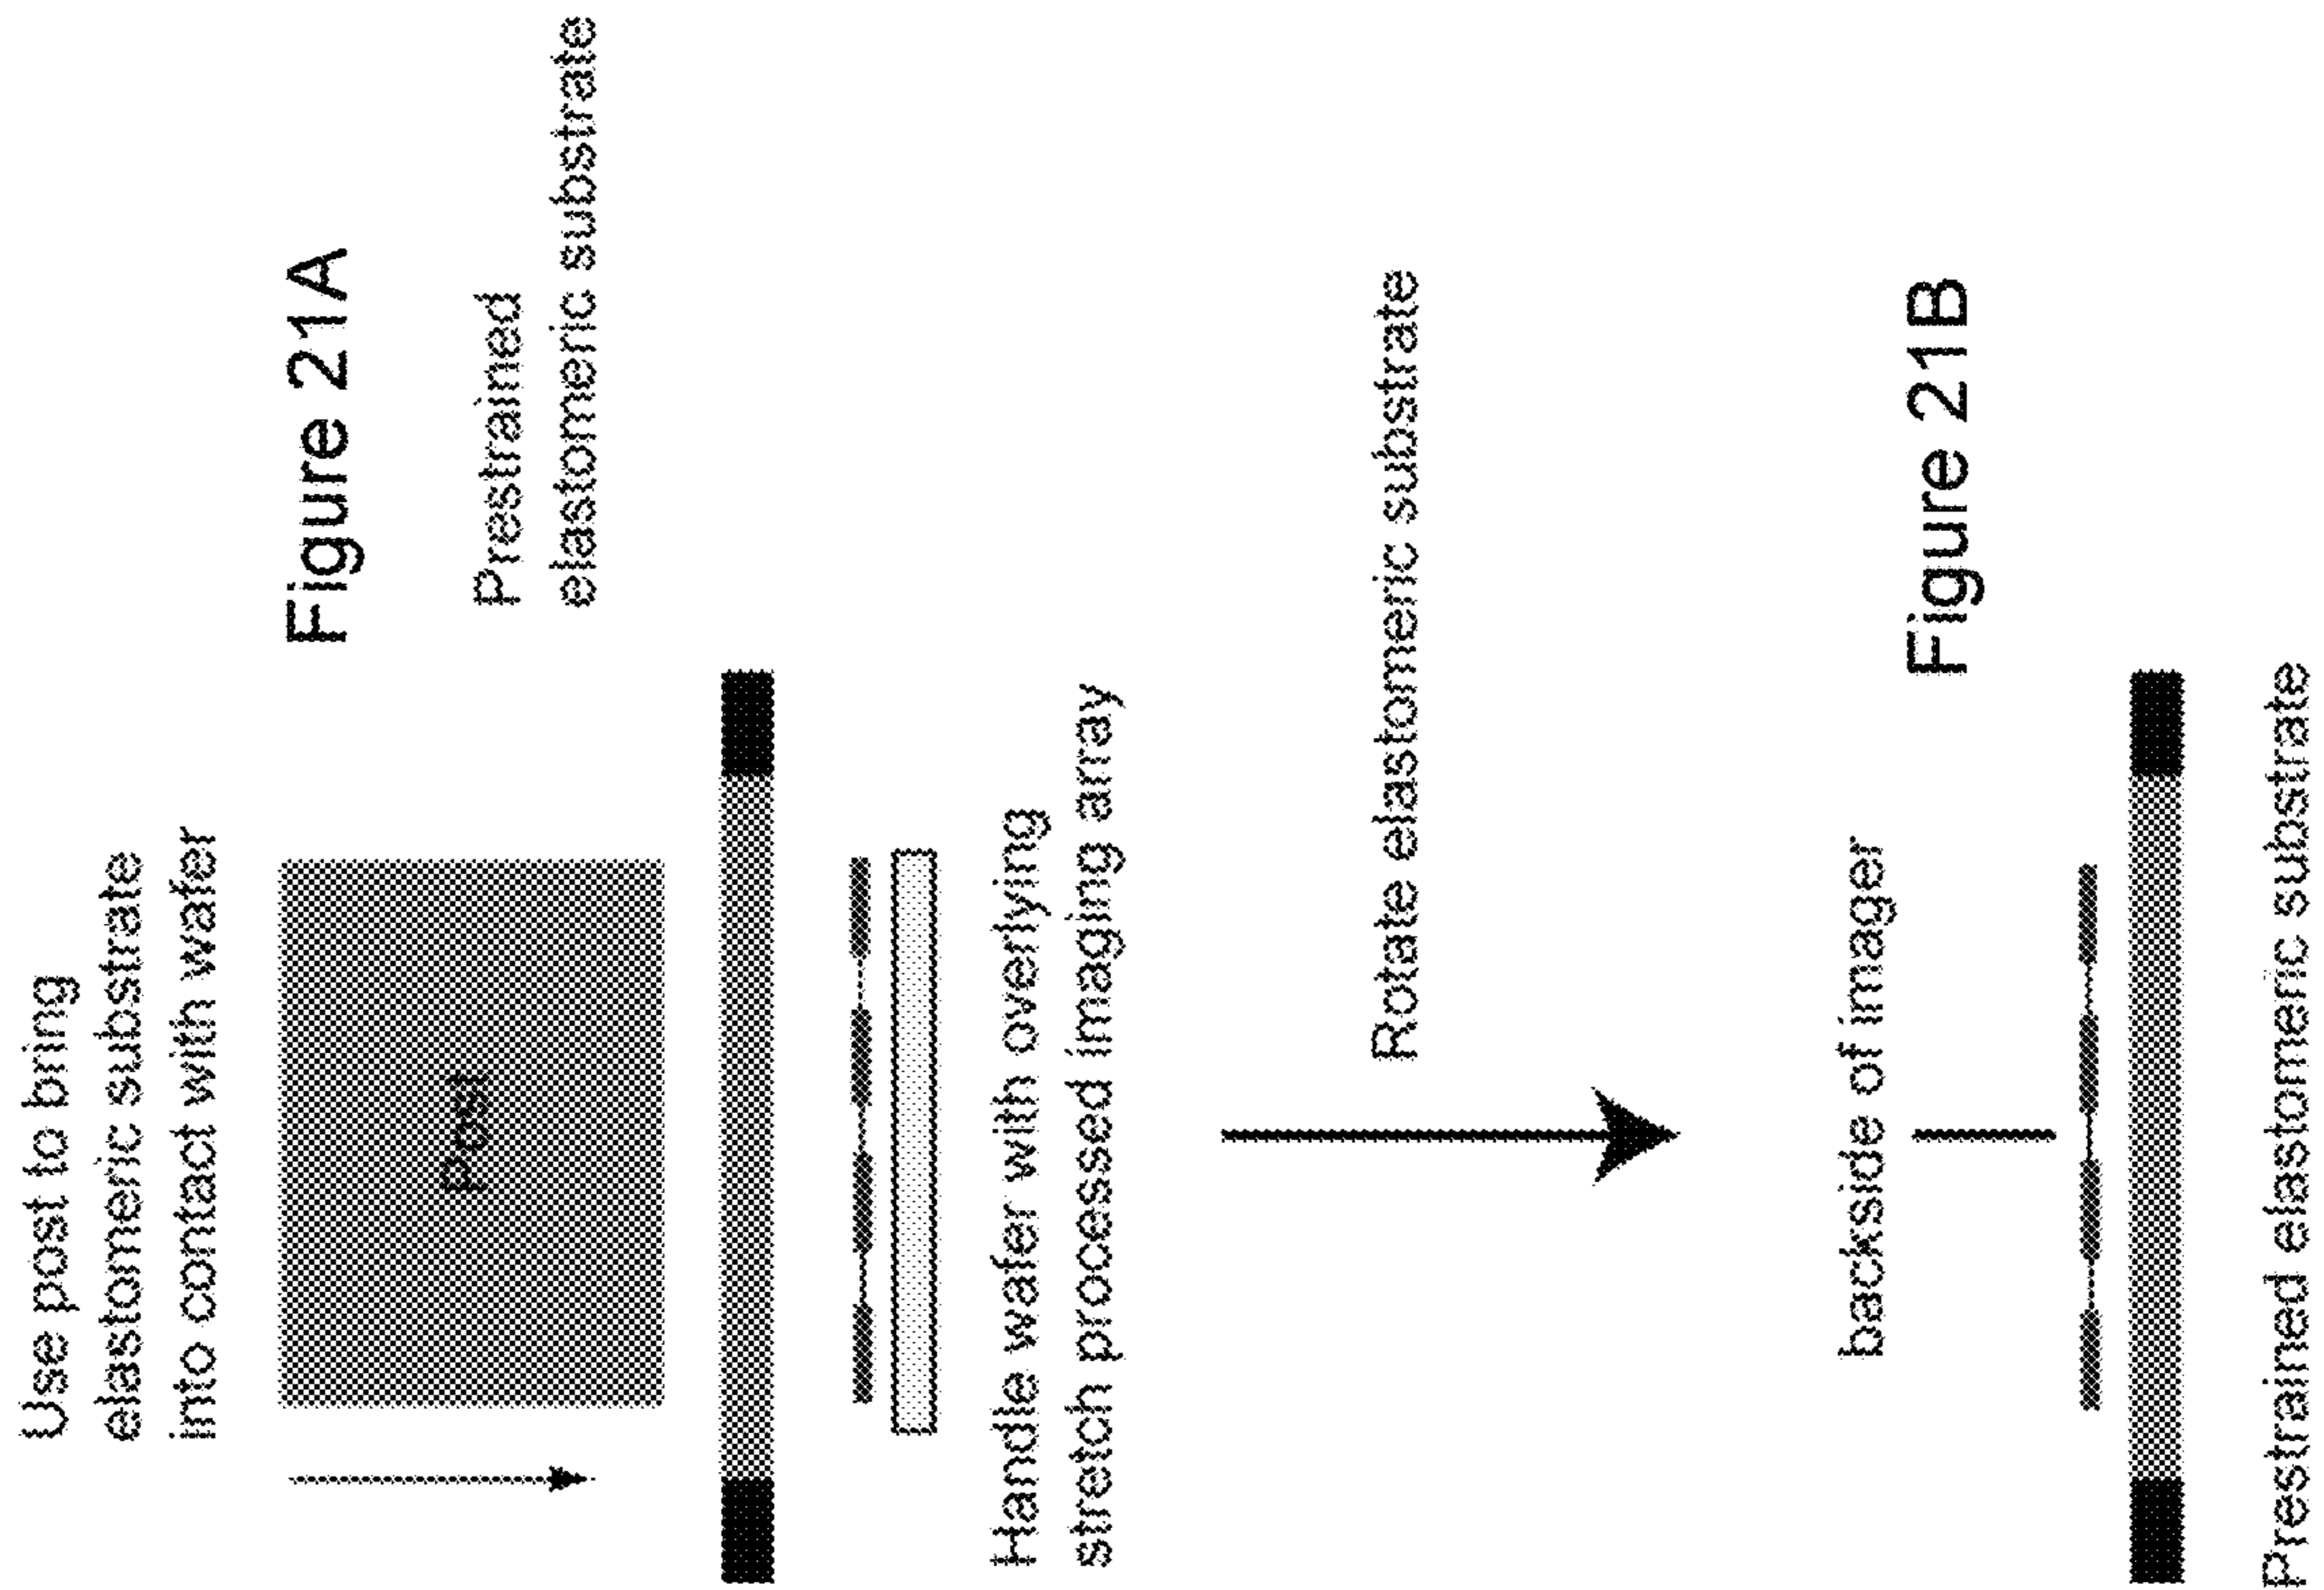 Use post to bring
elastomeric substrate
into contact with wafer
Figure 21A
Post
Prestrained
elastomeric substrate
Handle wafer with overlying
stretch processed imaging array
Rotate elastomeric substrate
backside of imager
Figure 21B
Prestrained elastomeric substrate